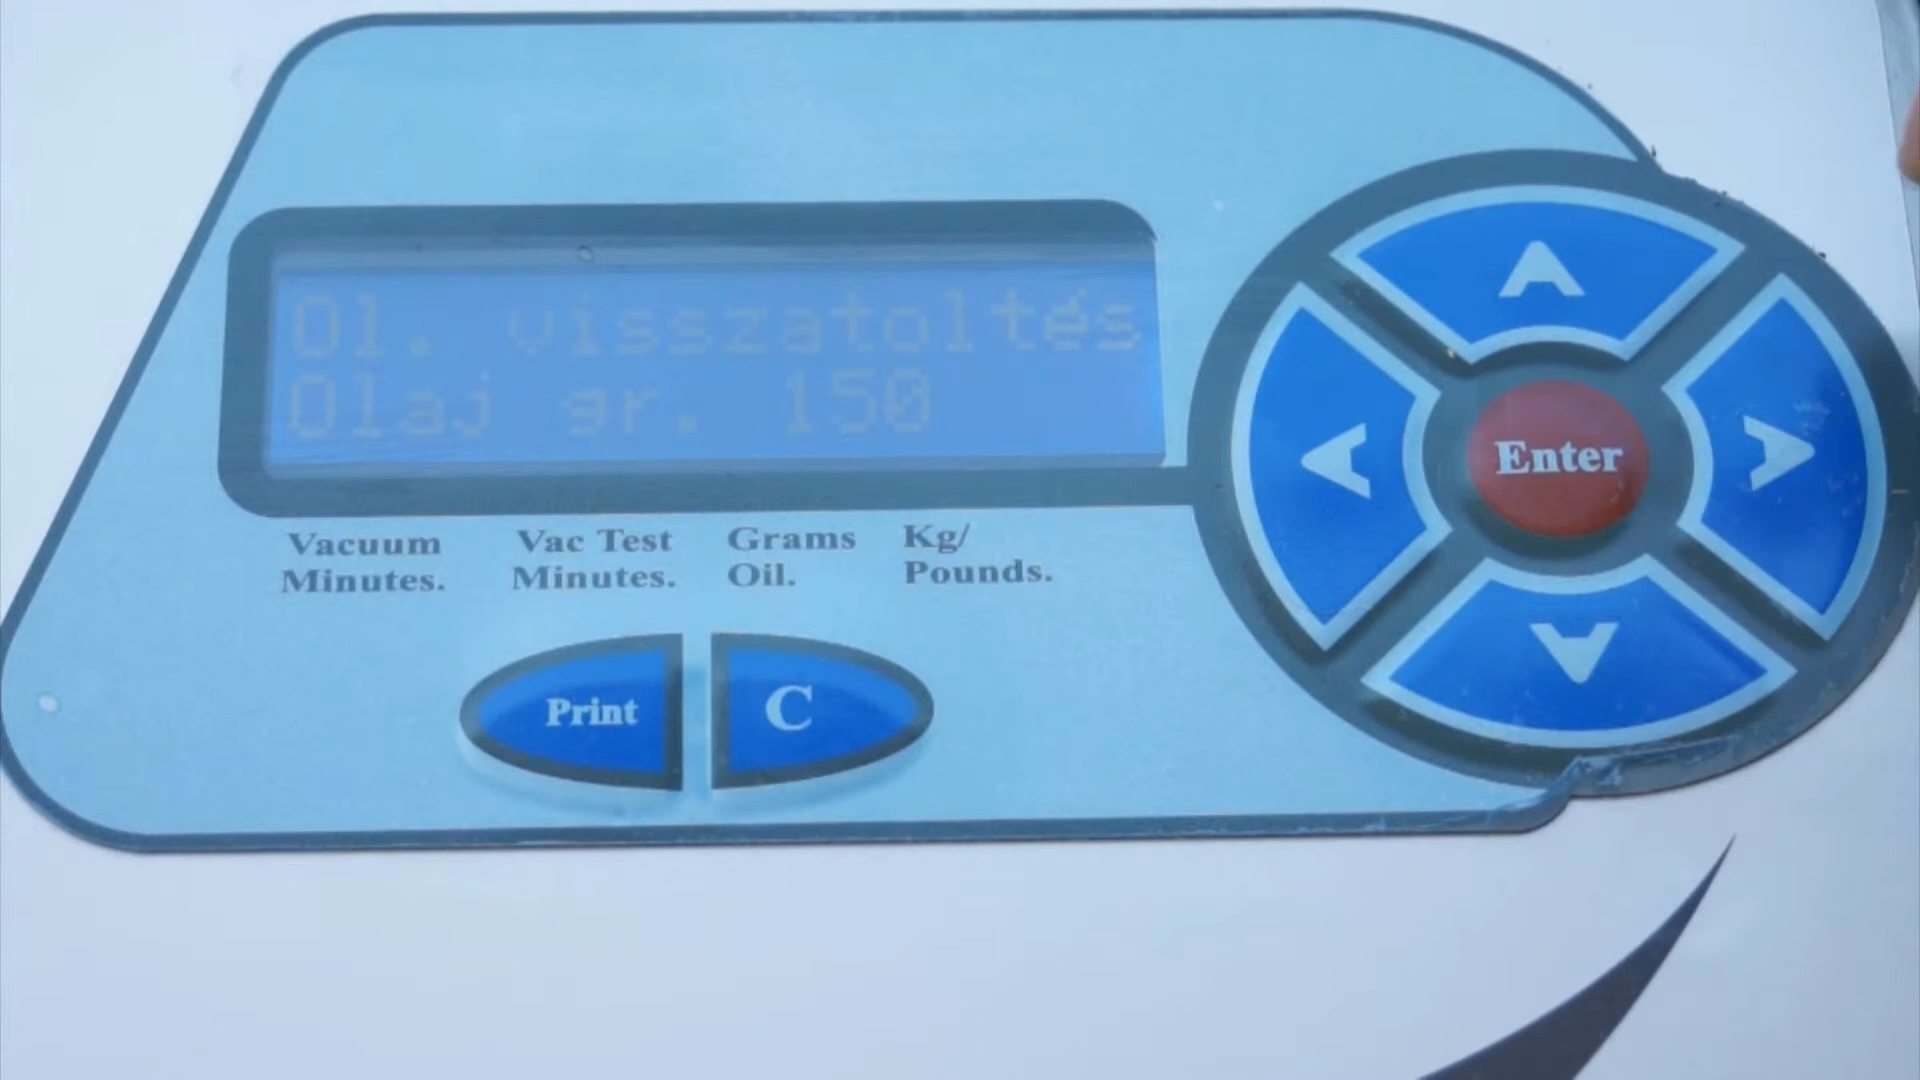 Ol. visszatoltés
Olaj gr. 150
Vacuum Minutes.
Vac Test Minutes.
Grams Oil.
Kg/ Pounds.
Print
C
Enter